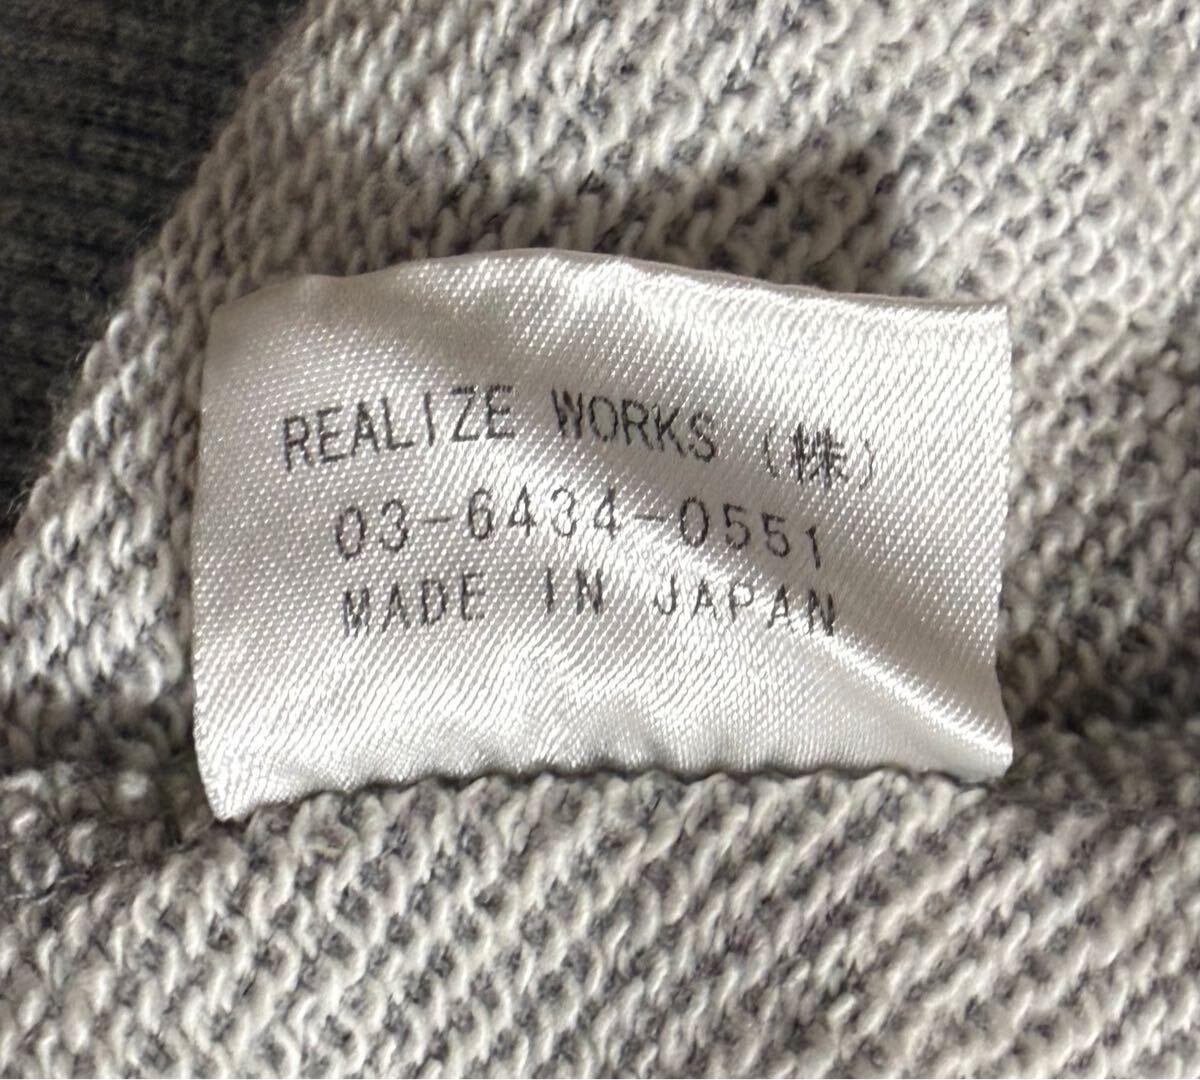 REALIZE WORKS (株)
03-6434-0551
MADE IN JAPAN